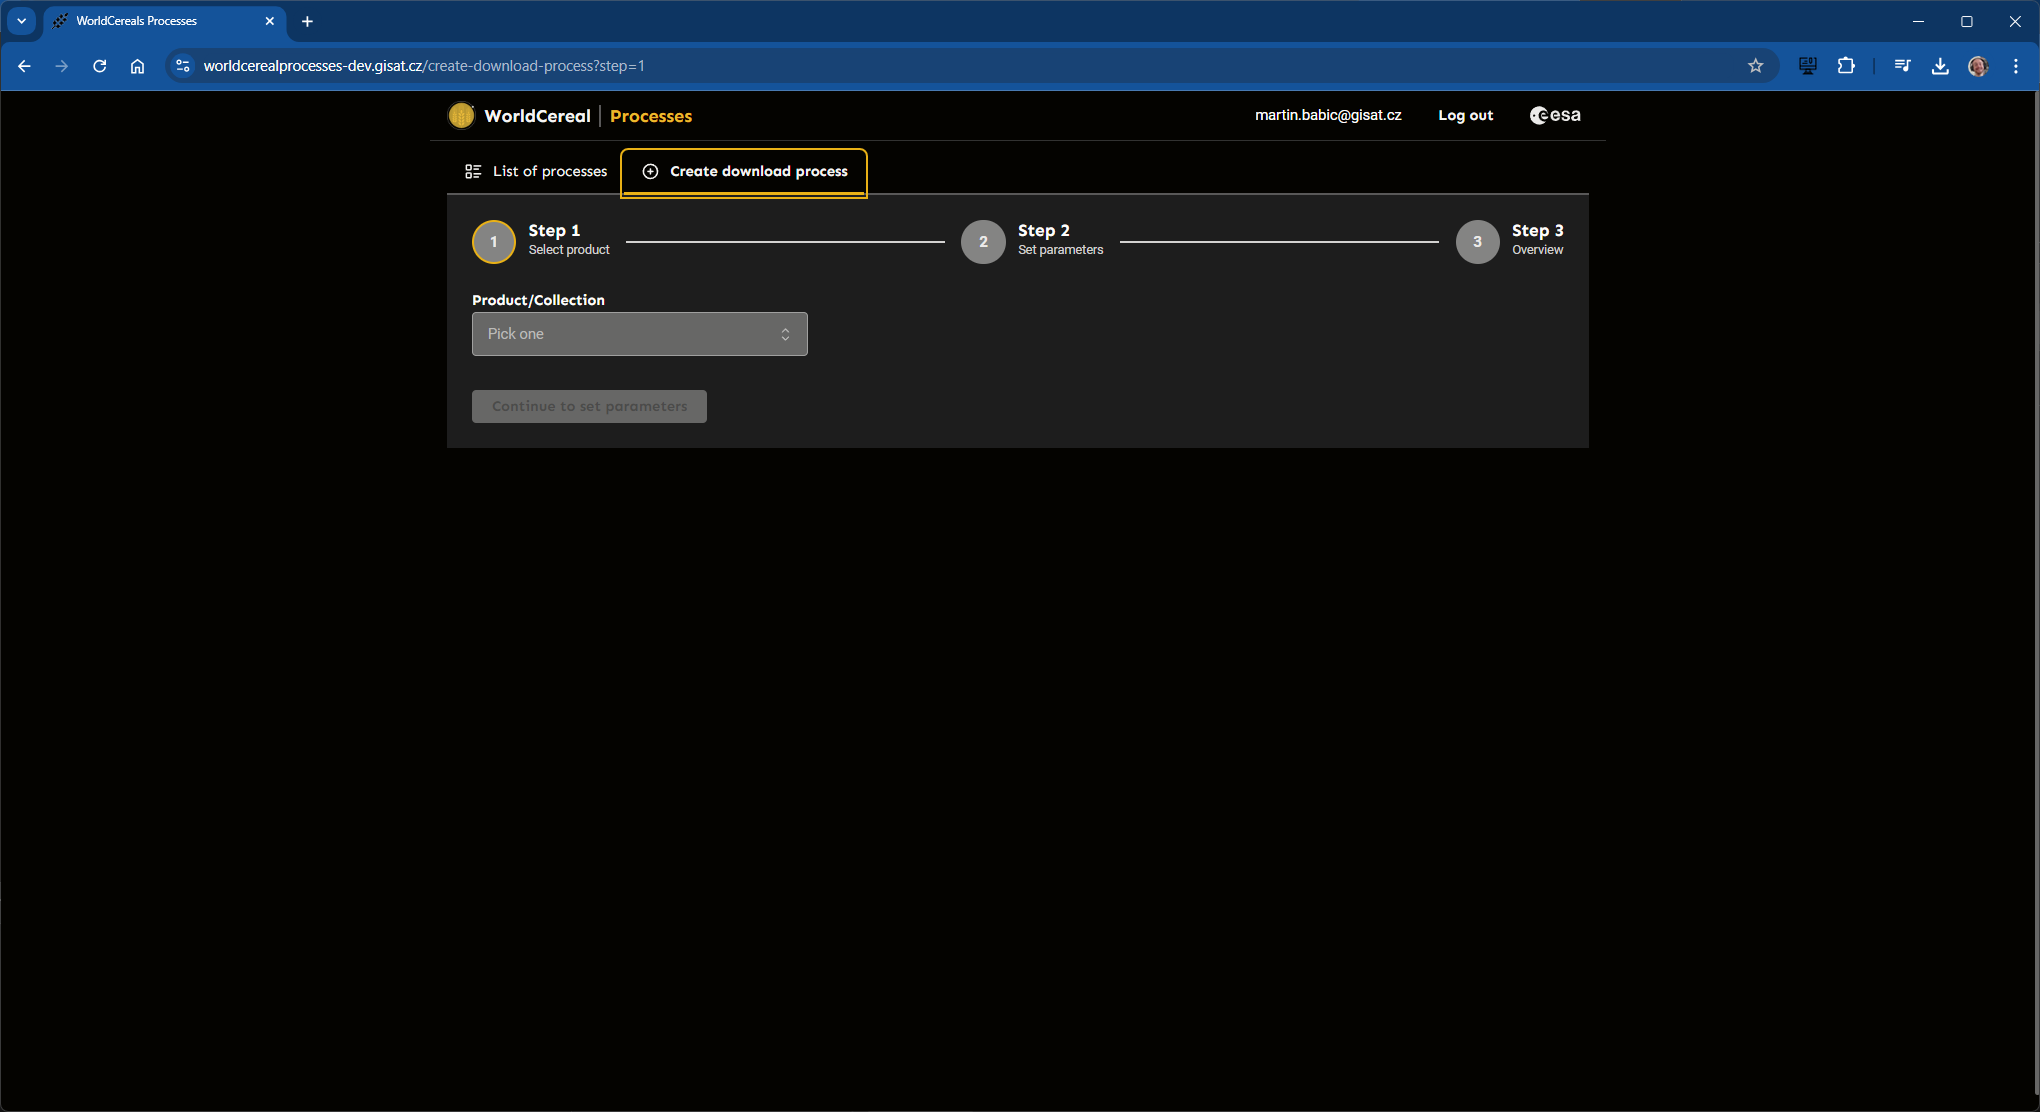 WorldCereals Processes
worldcerealprocesses-dev.gisat.cz/create-download-process?step=1
WorldCereal | Processes
martin.babic@gisat.cz
Log out
esa
List of processes
Create download process
1
Step 1
Select product
2
Step 2
Set parameters
3
Step 3
Overview
Product/Collection
Pick one
Continue to set parameters